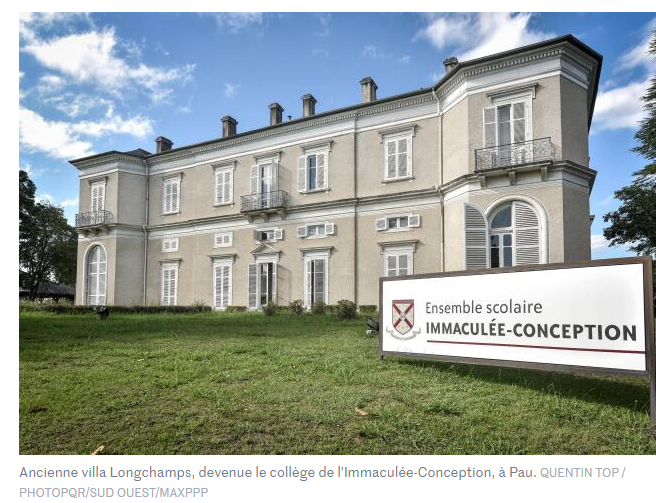 Ensemble scolaire
IMMACULÉE-CONCEPTION
Ancienne villa Longchamps, devenue le collège de l'Immaculée-Conception, à Pau. QUENTIN TOP /
PHOTOPQR/SUD OUEST/MAXPPP